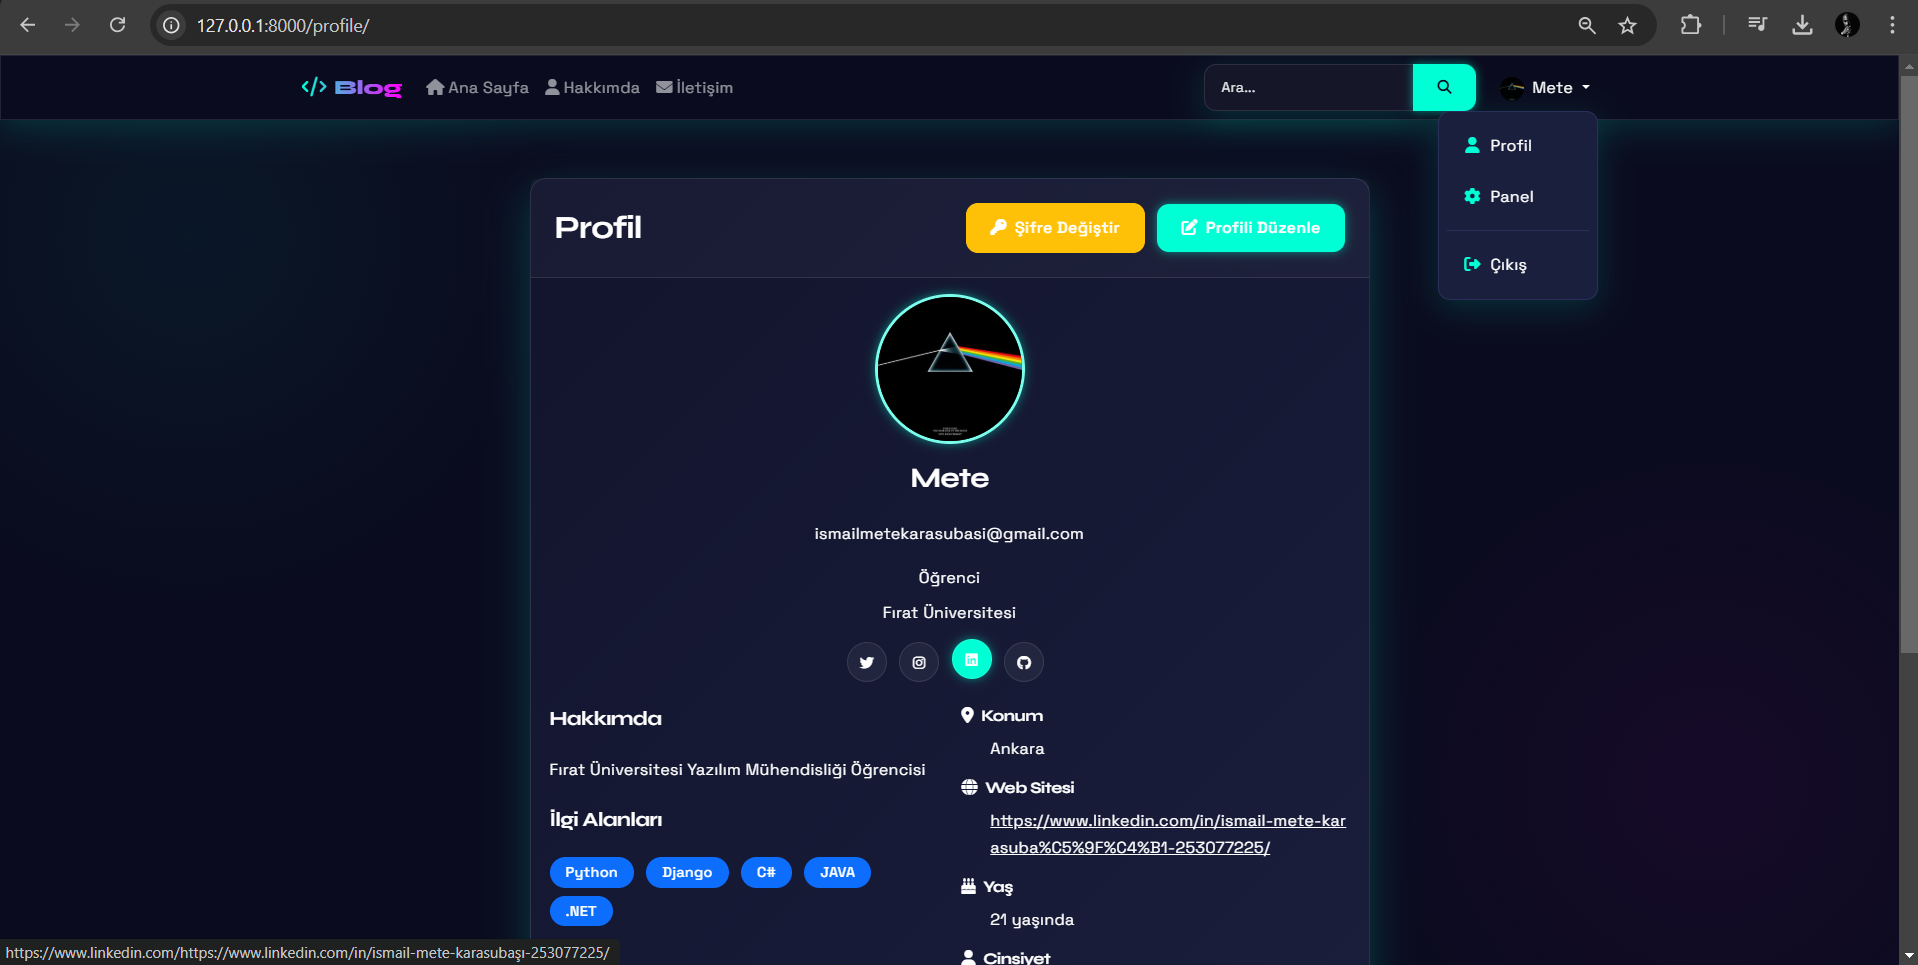 127.0.0.1:8000/profile/
Blog
Ana Sayfa
Hakkımda
İletişim
Ara...
Mete
Profil
Panel
Çıkış
Profil
Şifre Değiştir
Profili Düzenle
Mete
ismailmetekarasubasi@gmail.com
Öğrenci
Fırat Üniversitesi
Hakkımda
Fırat Üniversitesi Yazılım Mühendisliği Öğrencisi
İlgi Alanları
Python
Django
C#
JAVA
.NET
Konum
Ankara
Web Sitesi
https://www.linkedin.com/in/ismail-mete-kar
asuba%C5%9F%C4%B1-253077225/
Yaş
21 yaşında
Cinsiyet
https://www.linkedin.com/https://www.linkedin.com/in/ismail-mete-karasubaşı-253077225/